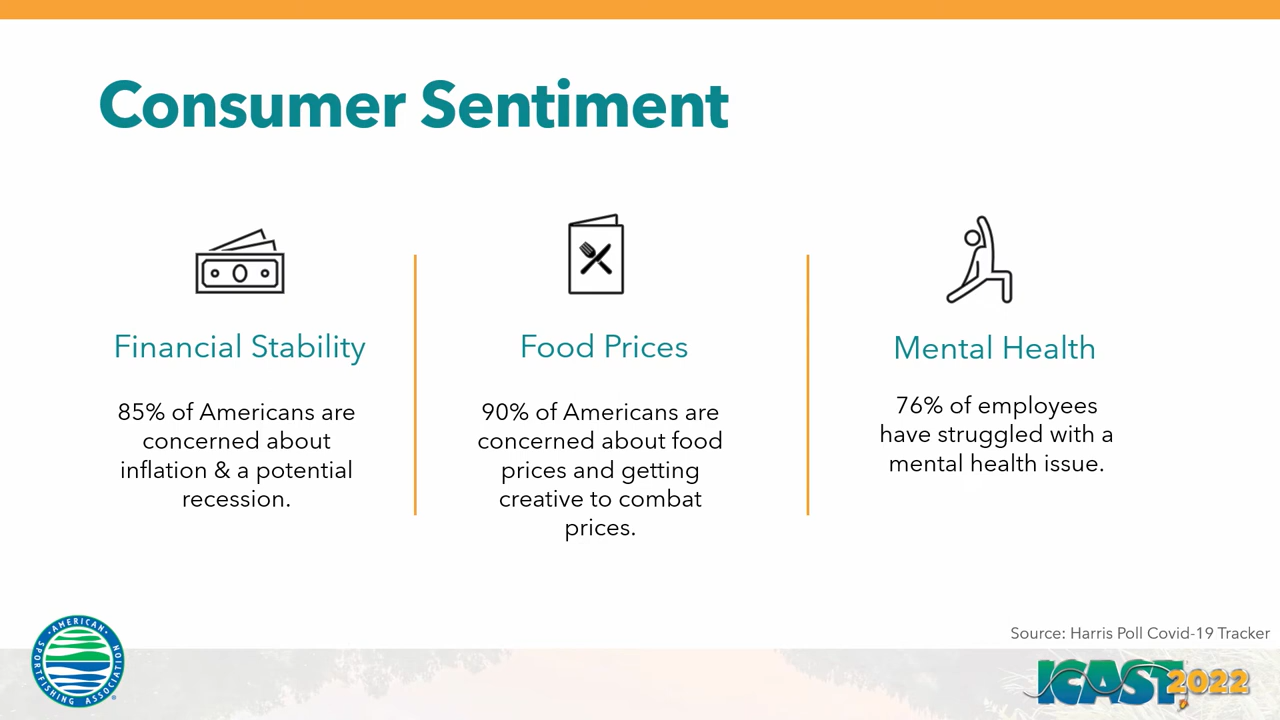 Consumer Sentiment
Financial Stability
85% of Americans are
concerned about
inflation & a potential
recession.
Food Prices
90% of Americans are
concerned about food
prices and getting
creative to combat
prices.
Mental Health
76% of employees
have struggled with a
mental health issue.
Source: Harris Poll Covid-19 Tracker
·AMERICAN·
SPORTFISHING ASSOCIATION
®
ICAST 2022